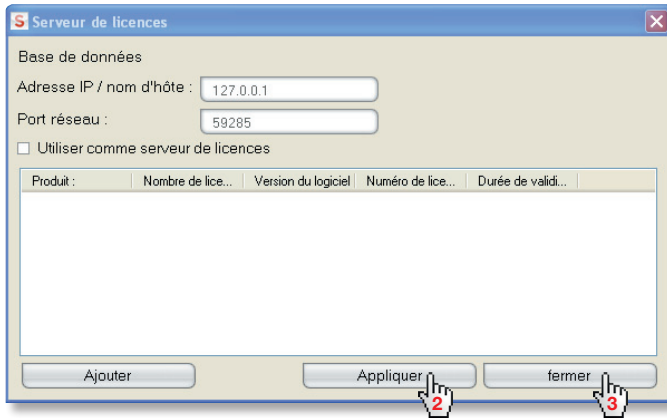 S Serveur de licences
Base de données
Adresse IP / nom d'hôte : 127.0.0.1
Port réseau : 59285
Utiliser comme serveur de licences
Produit : Nombre de lice... Version du logiciel Numéro de lice... Durée de validi...
Ajouter Appliquer fermer
2 3